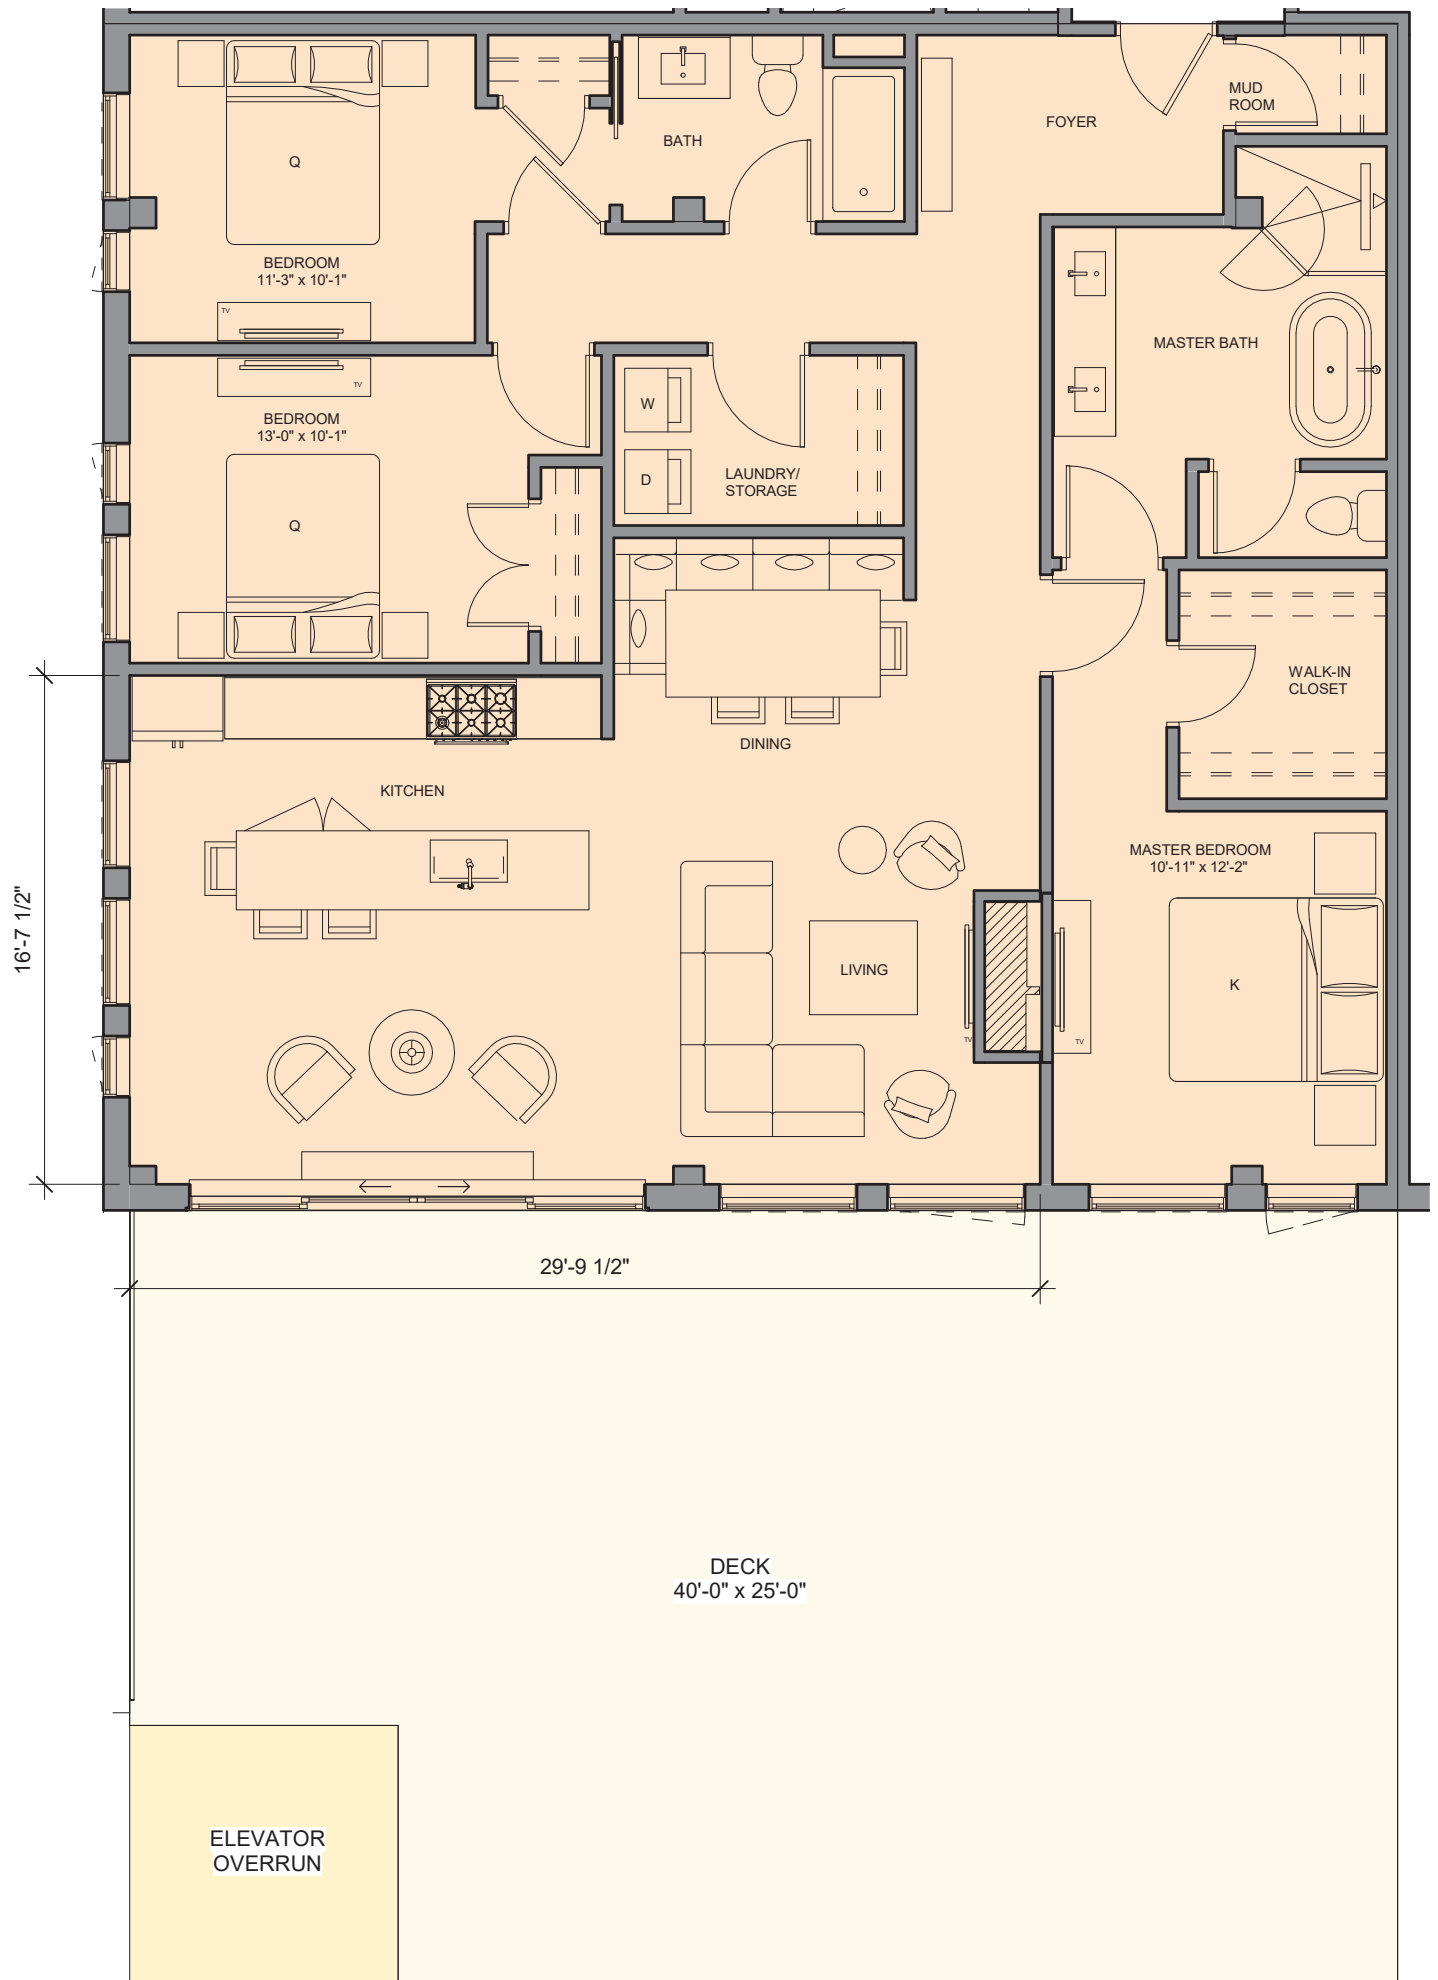 MUD
ROOM
FOYER
BATH
Q
BEDROOM
11'-3" x 10'-1"
TV
MASTER BATH
TV
BEDROOM
13'-0" x 10'-1"
W
D
LAUNDRY/
STORAGE
Q
WALK-IN
CLOSET
DINING
KITCHEN
MASTER BEDROOM
10'-11" x 12'-2"
16'-7 1/2"
LIVING
K
TV
TV
29'-9 1/2"
DECK
40'-0" x 25'-0"
ELEVATOR
OVERRUN